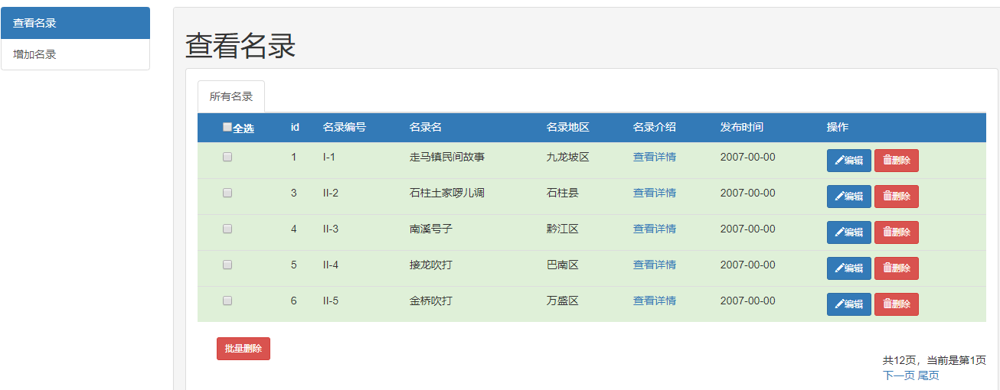 查看名录
增加名录
查看名录
所有名录
全选 id 名录编号 名录名 名录地区 名录介绍 发布时间 操作
1 I-1 走马镇民间故事 九龙坡区 查看详情 2007-00-00 编辑 删除
3 II-2 石柱土家啰儿调 石柱县 查看详情 2007-00-00 编辑 删除
4 II-3 南溪号子 黔江区 查看详情 2007-00-00 编辑 删除
5 II-4 接龙吹打 巴南区 查看详情 2007-00-00 编辑 删除
6 II-5 金桥吹打 万盛区 查看详情 2007-00-00 编辑 删除
批量删除
共12页，当前是第1页
下一页 尾页